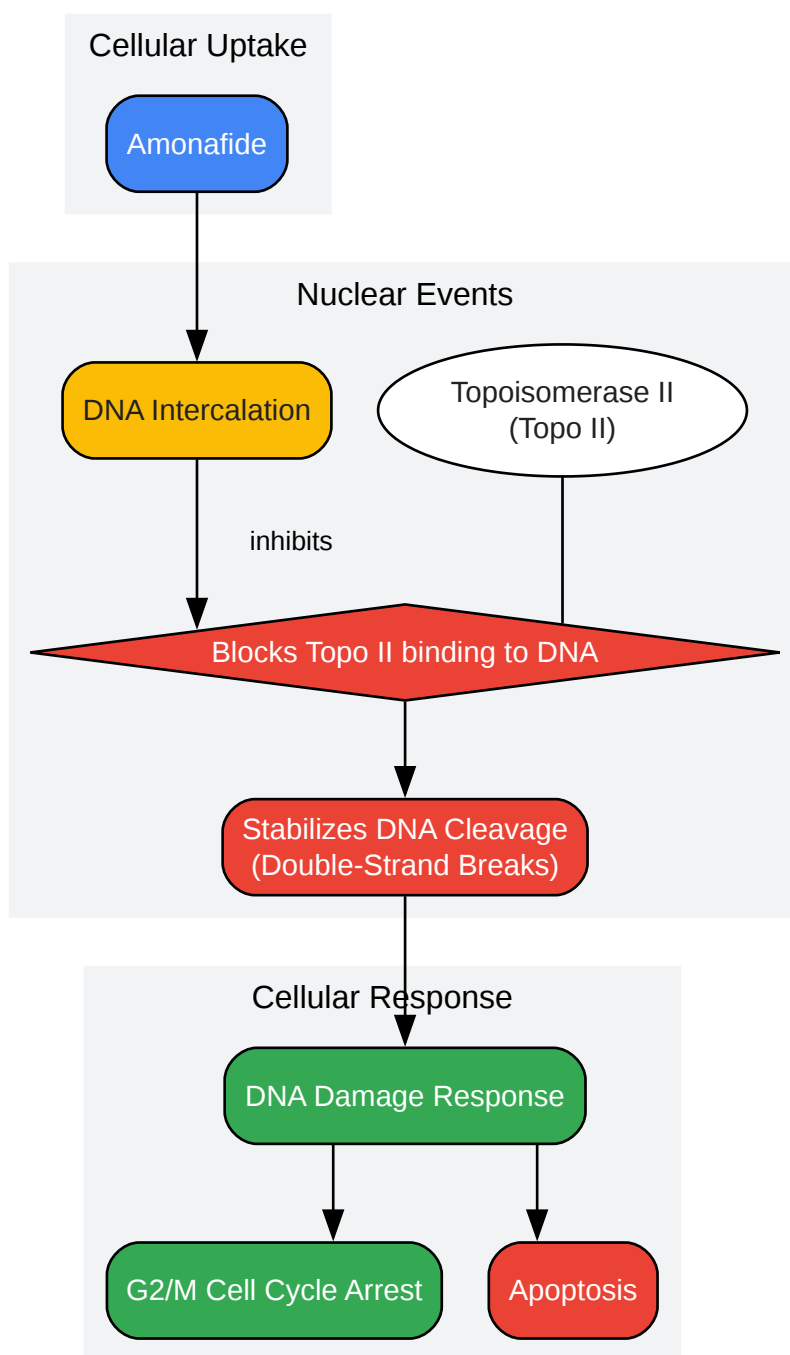 Cellular Uptake
Amonafide
Nuclear Events
DNA Intercalation
Topoisomerase II
(Topo II)
inhibits
Blocks Topo II binding to DNA
Stabilizes DNA Cleavage
(Double-Strand Breaks)
Cellular Response
DNA Damage Response
G2/M Cell Cycle Arrest
Apoptosis